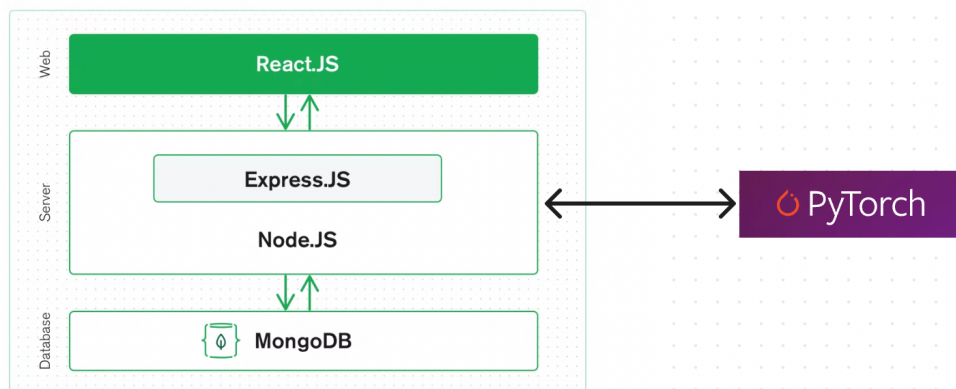 Web
React.JS
Server
Express.JS
Node.JS
PyTorch
Database
MongoDB